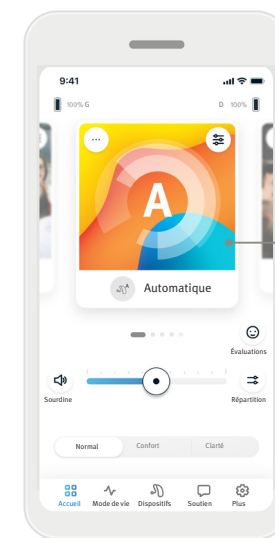 9:41
100% G
D 100%
...
A
Automatique
Évaluations
Sourdine
Répartition
Normal Confort Clarté
Accueil Mode de vie Dispositifs Soutien Plus